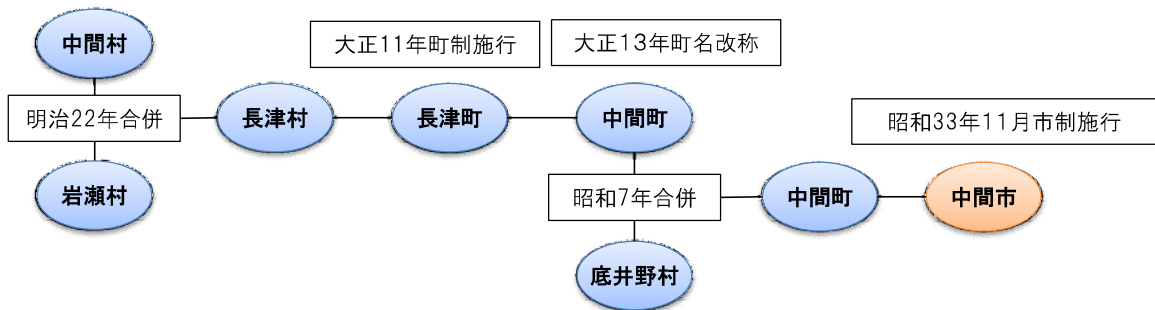 中間村
大正11年町制施行
大正13年町名改称
明治22年合併
長津村
長津町
中間町
昭和33年11月市制施行
岩瀬村
昭和7年合併
中間町
中間市
底井野村